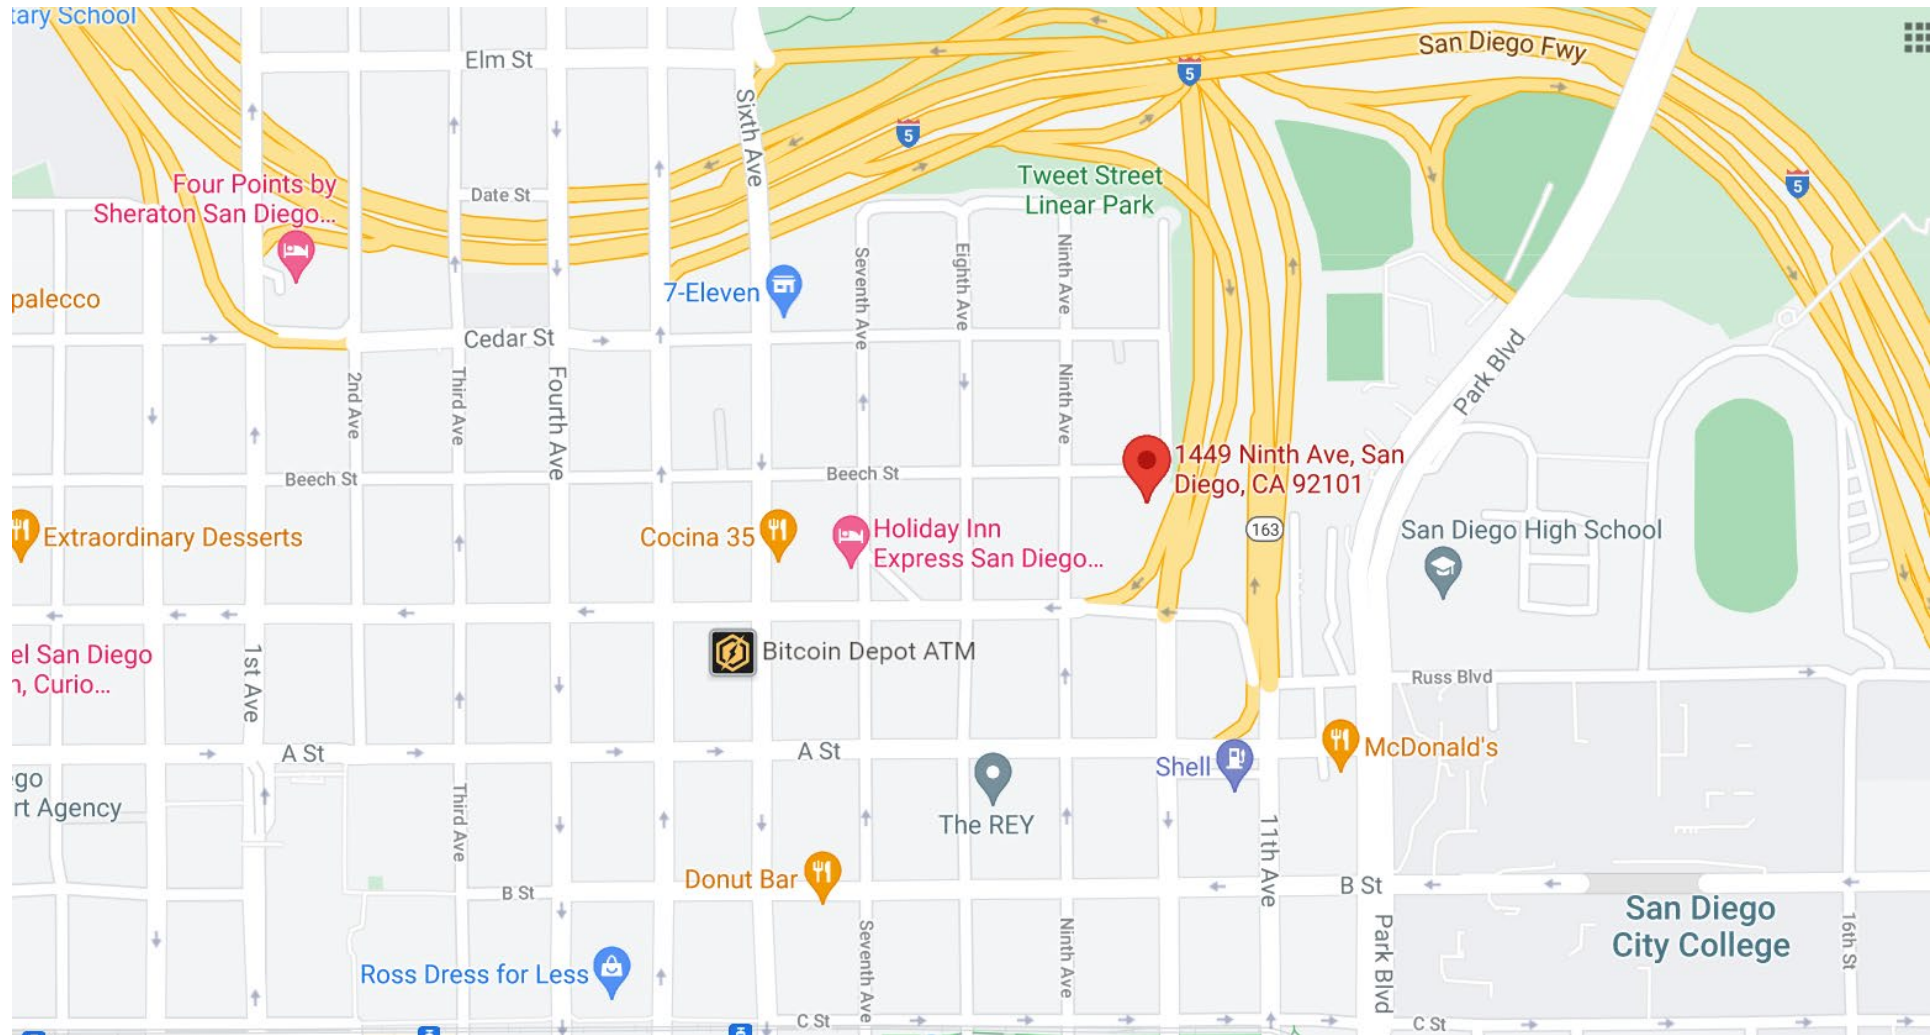 tary School
Elm St
San Diego Fwy
5
Sixth Ave
5
Four Points by
Sheraton San Diego...
Date St
Tweet Street
Linear Park
5
palecco
7-Eleven
Seventh Ave
Eighth Ave
Ninth Ave
Cedar St
Park Blvd
2nd Ave
Third Ave
Fourth Ave
Ninth Ave
1449 Ninth Ave, San
Diego, CA 92101
Beech St
Beech St
Extraordinary Desserts
Cocina 35
Holiday Inn
Express San Diego...
163
San Diego High School
el San Diego
n, Curio...
1st Ave
Bitcoin Depot ATM
Russ Blvd
A St
A St
Shell
McDonald's
ego
rt Agency
Third Ave
The REY
11th Ave
Donut Bar
B St
B St
San Diego
City College
Ross Dress for Less
Seventh Ave
Ninth Ave
Park Blvd
16th St
C St
C St